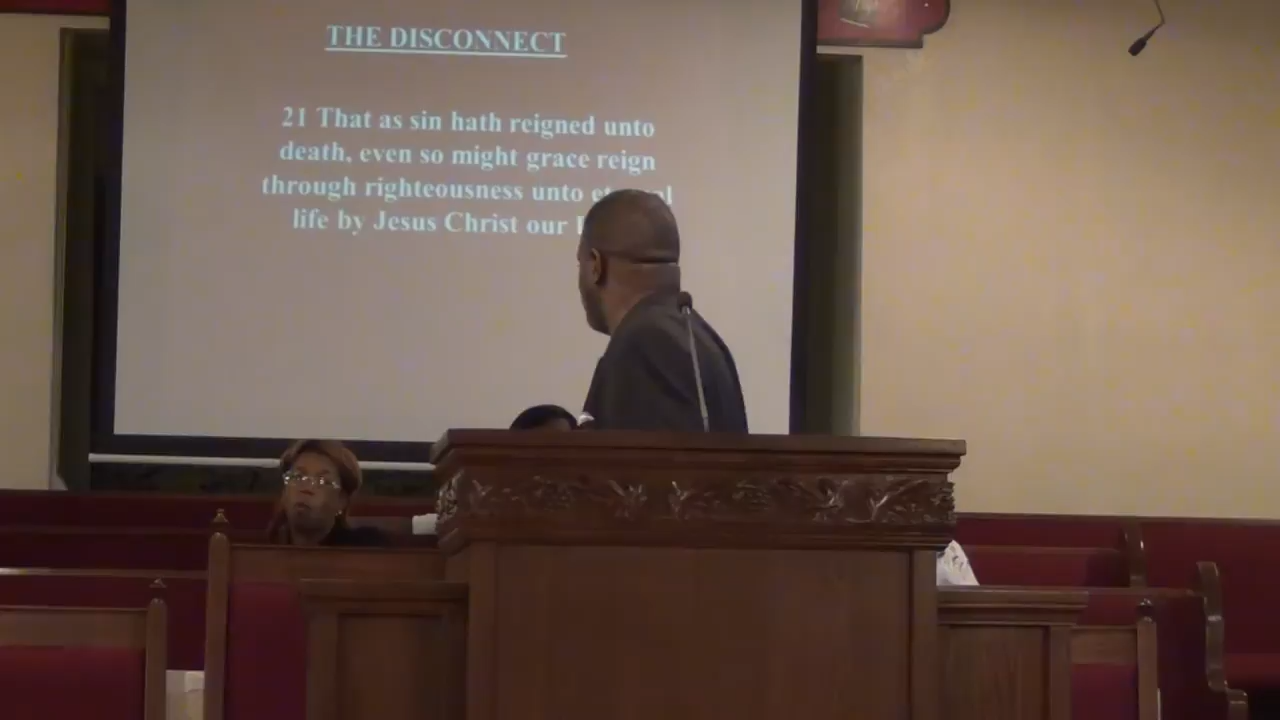 THE DISCONNECT
21 That as sin hath reigned unto
death, even so might grace reign
through righteousness unto
life by Jesus Christ our